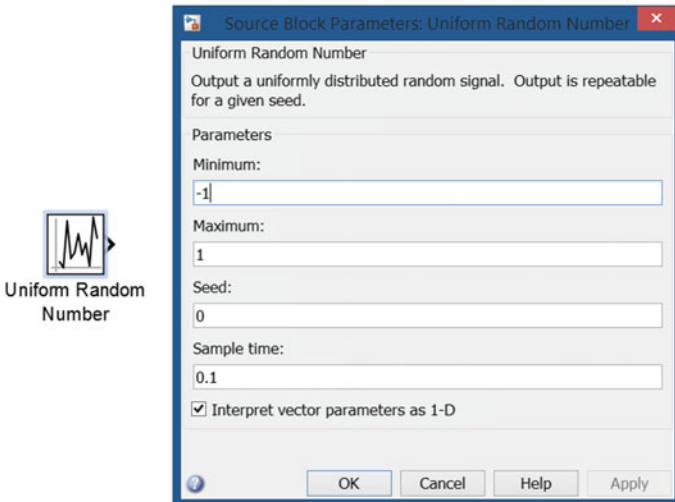 Source Block Parameters: Uniform Random Number
Uniform Random Number
Output a uniformly distributed random signal. Output is repeatable
for a given seed.
Parameters
Minimum:
-1
Maximum:
1
Seed:
0
Sample time:
0.1
Interpret vector parameters as 1-D
OK Cancel Help Apply
Uniform Random
Number